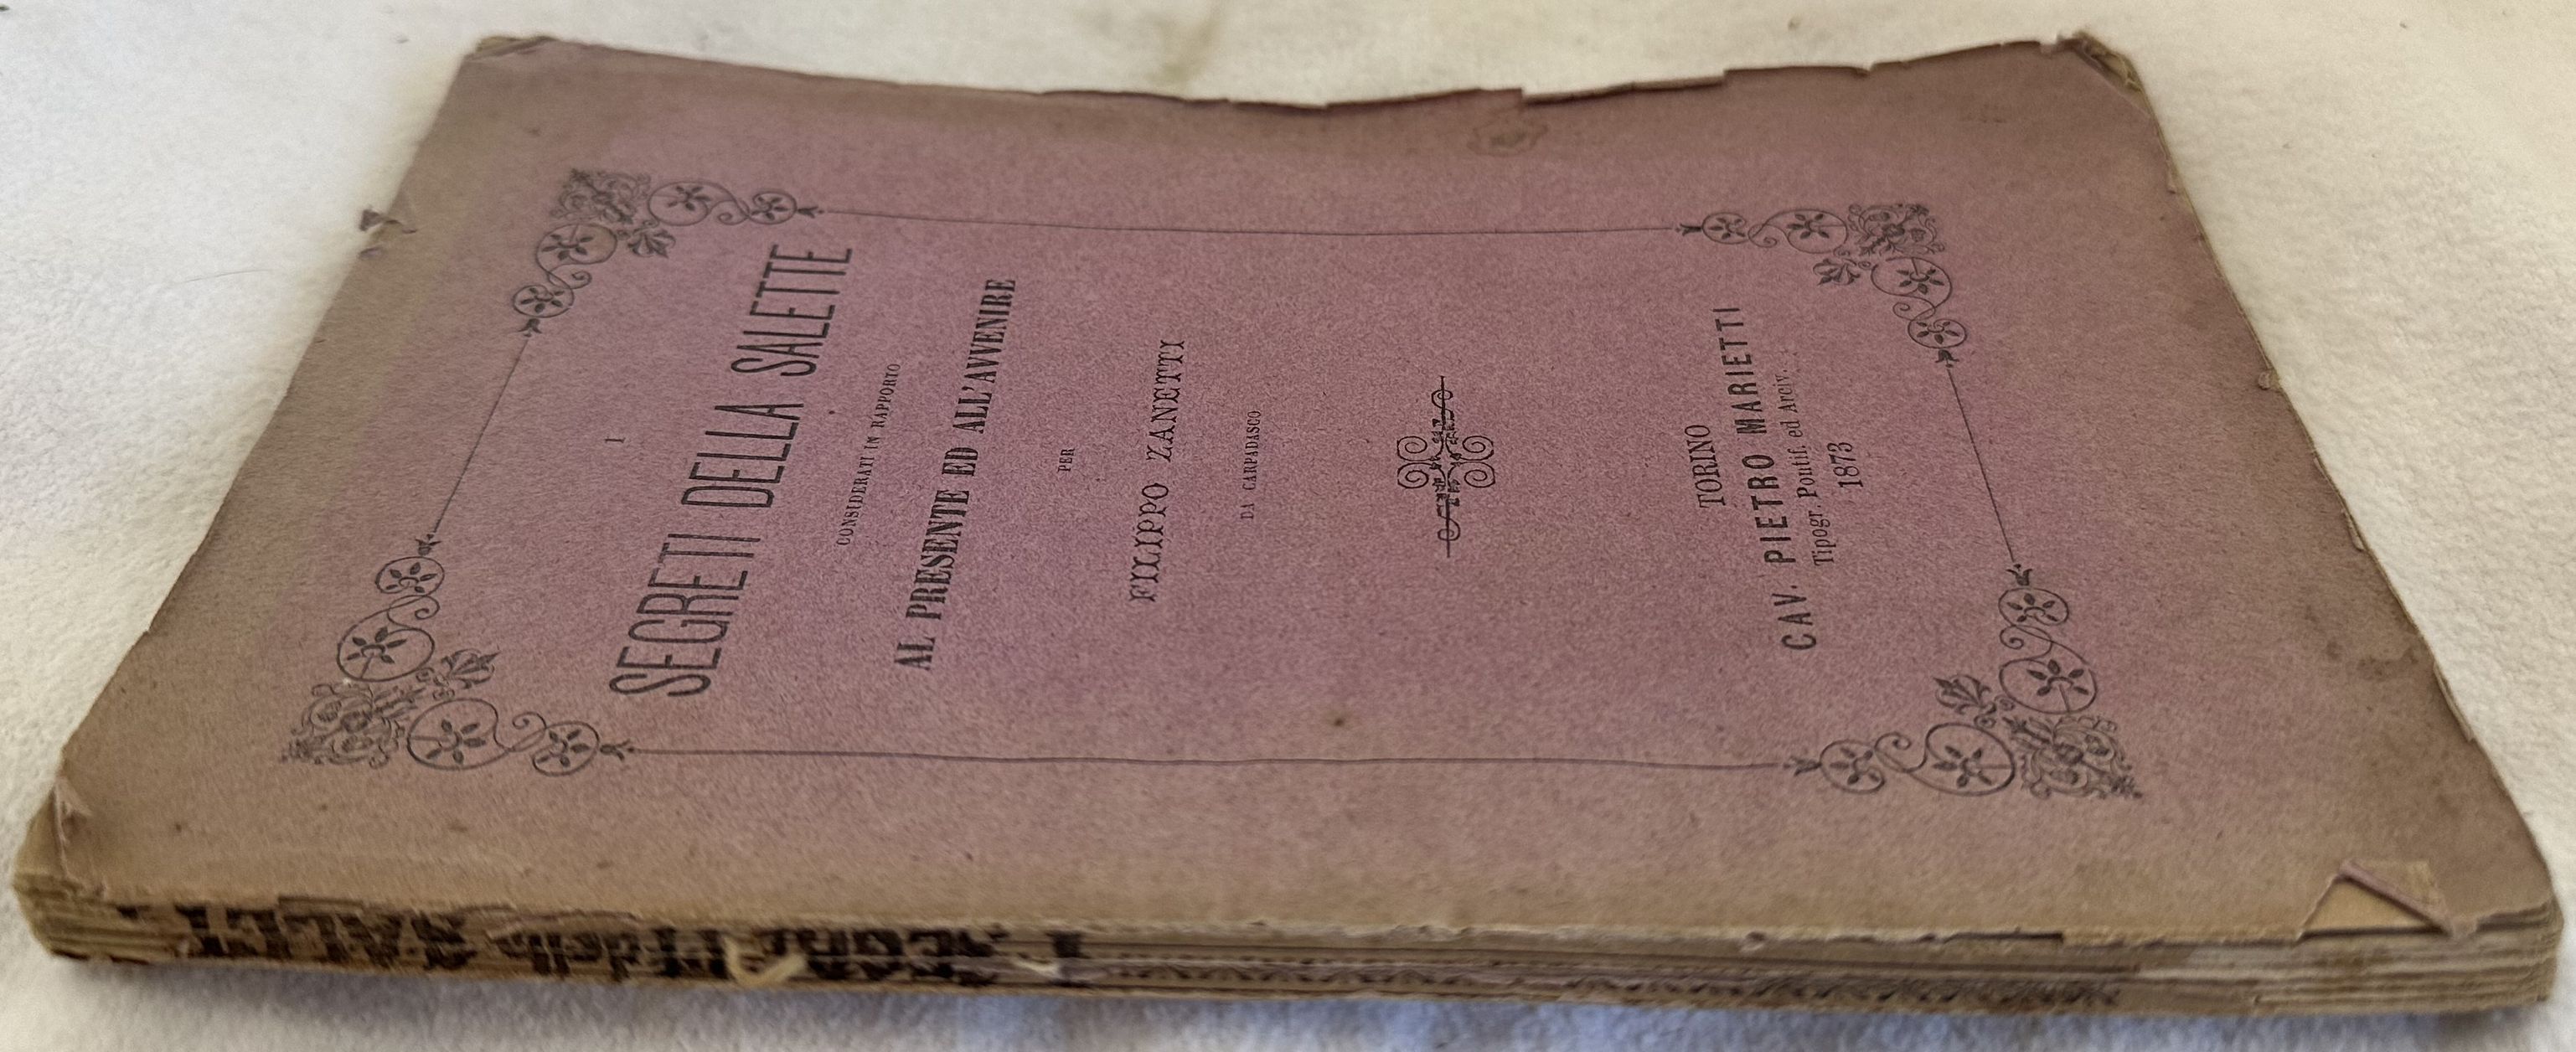 I
SEGRETI DELLA SALETTE
CONSIDERATI IN RAPPORTO
AL PRESENTE ED ALL'AVVENIRE
PER
FILIPPO ZANETTI
DA CARPADASCO
TORINO
CAV. PIETRO MARIETTI
Tipogr. Pontif. ed Arciv.
1873